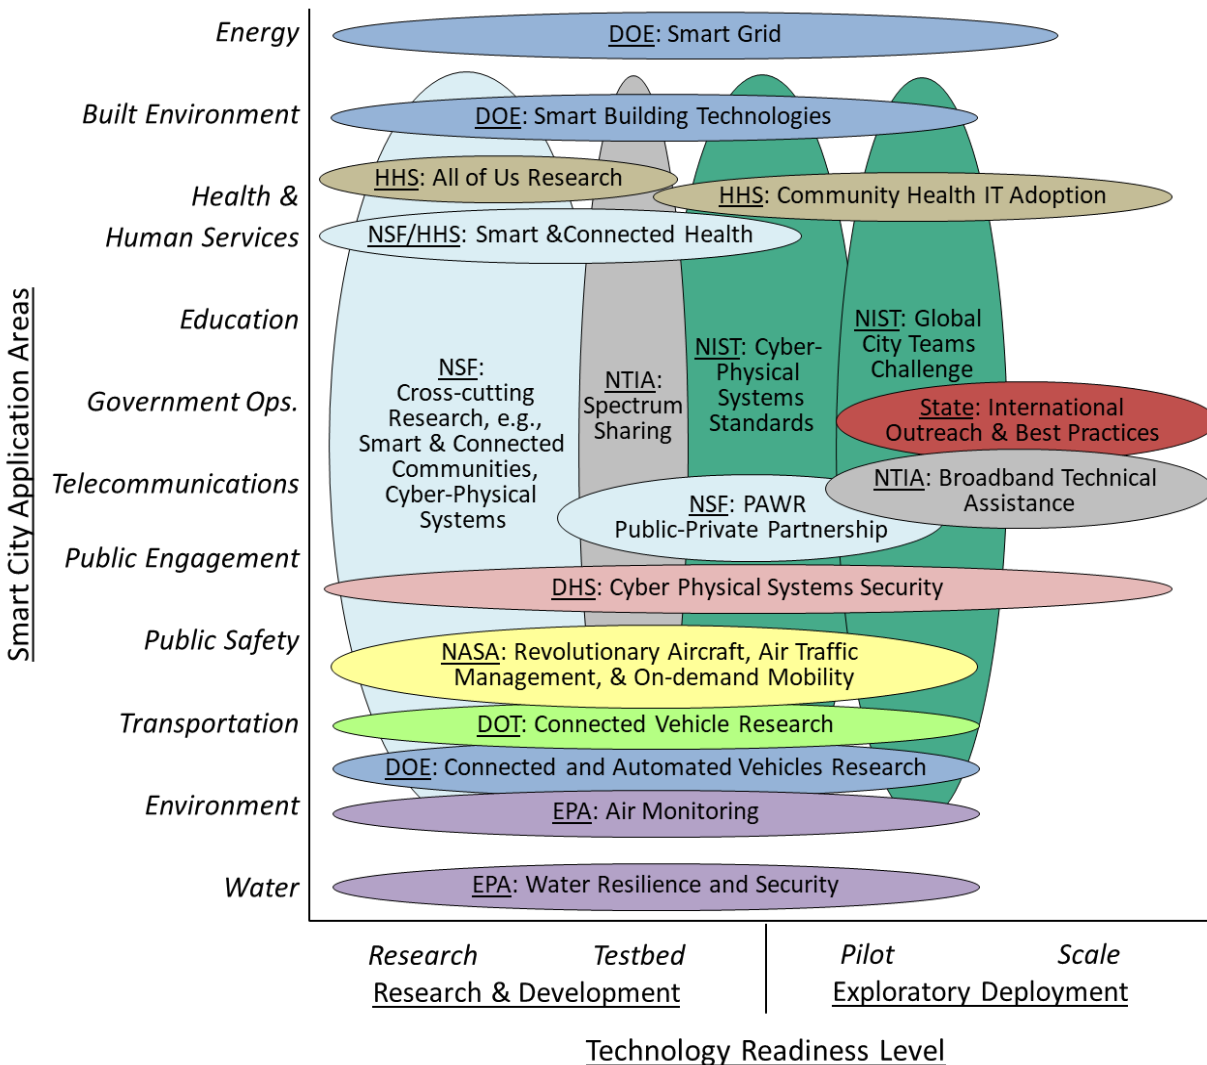 Energy
DOE: Smart Grid
Built Environment
DOE: Smart Building Technologies
HHS: All of Us Research
Health &
Human Services
HHS: Community Health IT Adoption
NSF/HHS: Smart &Connected Health
Education
Government Ops.
Telecommunications
Public Engagement
Public Safety
Transportation
Environment
Water
Smart City Application Areas
NSF:
Cross-cutting
Research, e.g.,
Smart & Connected
Communities,
Cyber-Physical
Systems
NTIA:
Spectrum
Sharing
NIST: Cyber-
Physical
Systems
Standards
NIST: Global
City Teams
Challenge
State: International
Outreach & Best Practices
NTIA: Broadband Technical
Assistance
NSF: PAWR
Public-Private Partnership
DHS: Cyber Physical Systems Security
NASA: Revolutionary Aircraft, Air Traffic
Management, & On-demand Mobility
DOT: Connected Vehicle Research
DOE: Connected and Automated Vehicles Research
EPA: Air Monitoring
EPA: Water Resilience and Security
Research
Testbed
Pilot
Scale
Research & Development
Exploratory Deployment
Technology Readiness Level